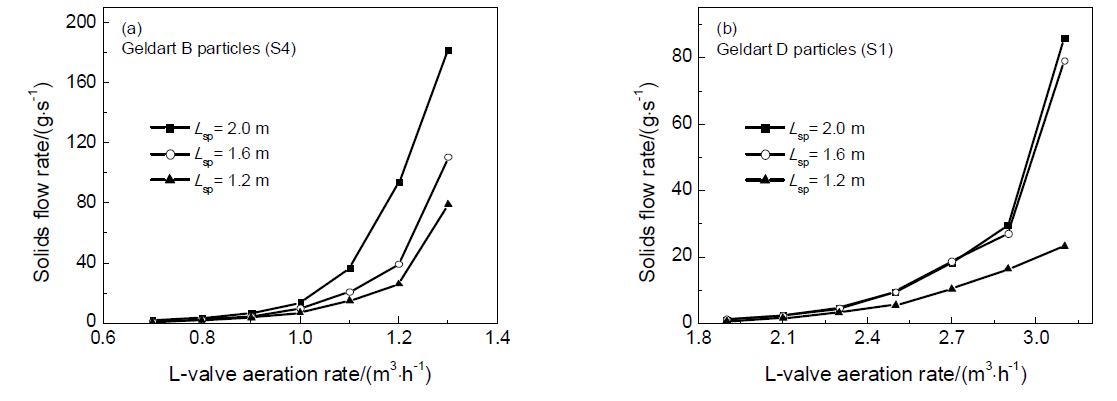 (a)
Geldart B particles (S4)
Lsp= 2.0 m
Lsp= 1.6 m
Lsp= 1.2 m
200
160
120
80
40
0
0.6
0.8
1.0
1.2
1.4
Solids flow rate/(g·s⁻¹)
L-valve aeration rate/(m³·h⁻¹)
(b)
Geldart D particles (S1)
Lsp= 2.0 m
Lsp= 1.6 m
Lsp= 1.2 m
80
60
40
20
0
1.8
2.1
2.4
2.7
3.0
Solids flow rate/(g·s⁻¹)
L-valve aeration rate/(m³·h⁻¹)